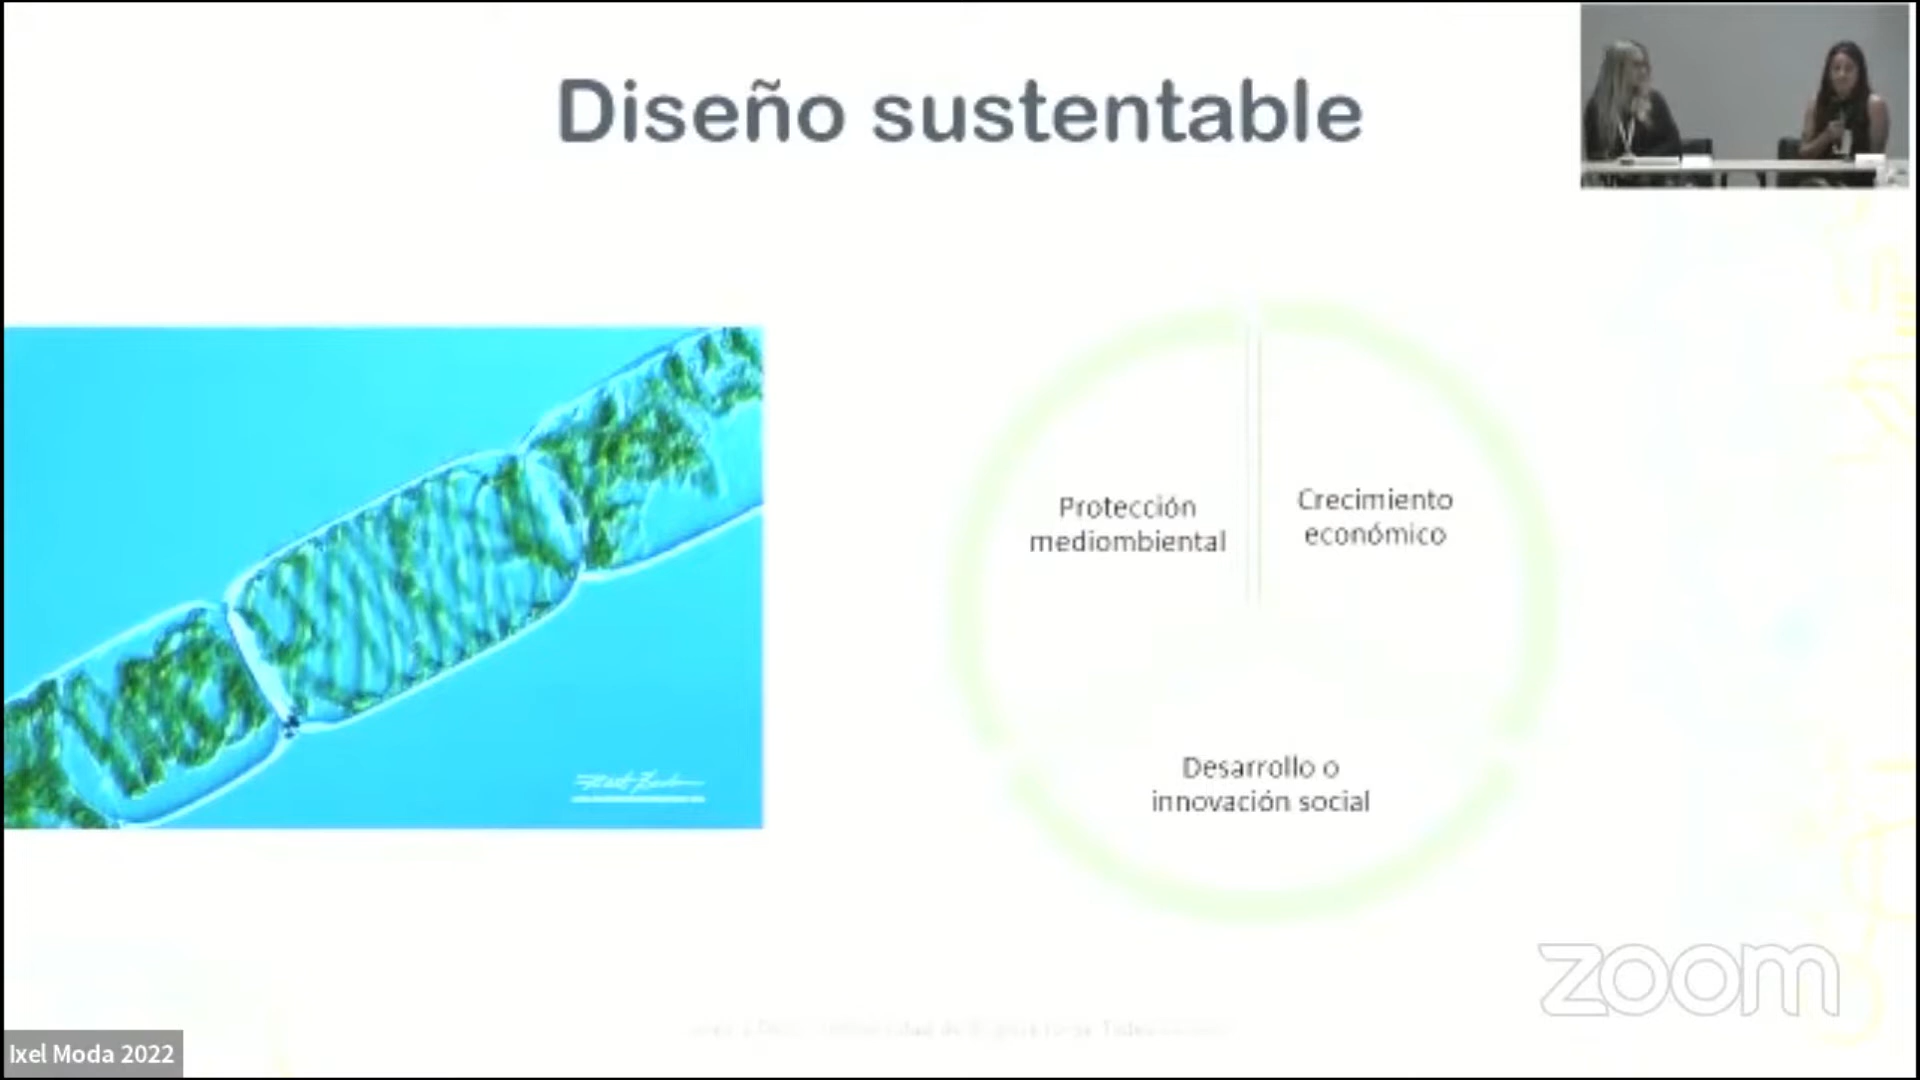 Diseño sustentable
Protección
mediombiental
Crecimiento
económico
Desarrollo o
innovación social
zoom
Ixel Moda 2022